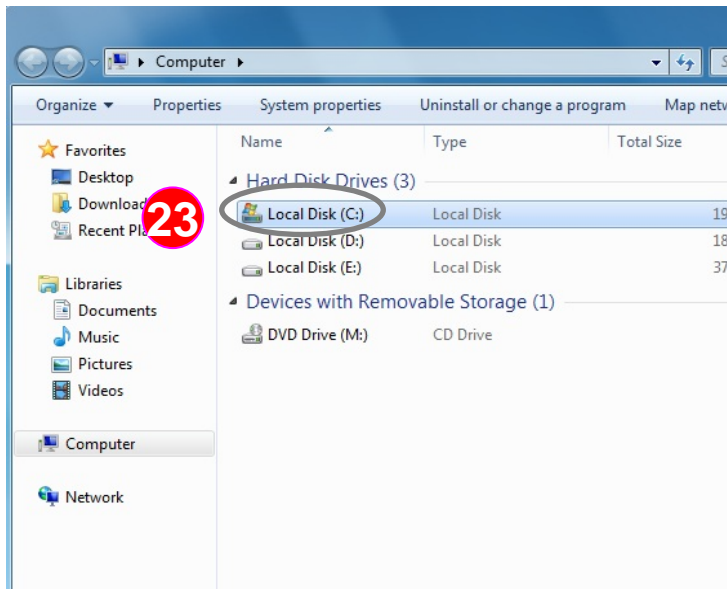 Computer
S
Organize Properties System properties Uninstall or change a program Map netw
Favorites
Desktop
Download
Recent Pla
Libraries
Documents
Music
Pictures
Videos
Computer
Network
23
Name Type Total Size
Hard Disk Drives (3)
Local Disk (C:) Local Disk 19
Local Disk (D:) Local Disk 18
Local Disk (E:) Local Disk 37
Devices with Removable Storage (1)
DVD Drive (M:) CD Drive